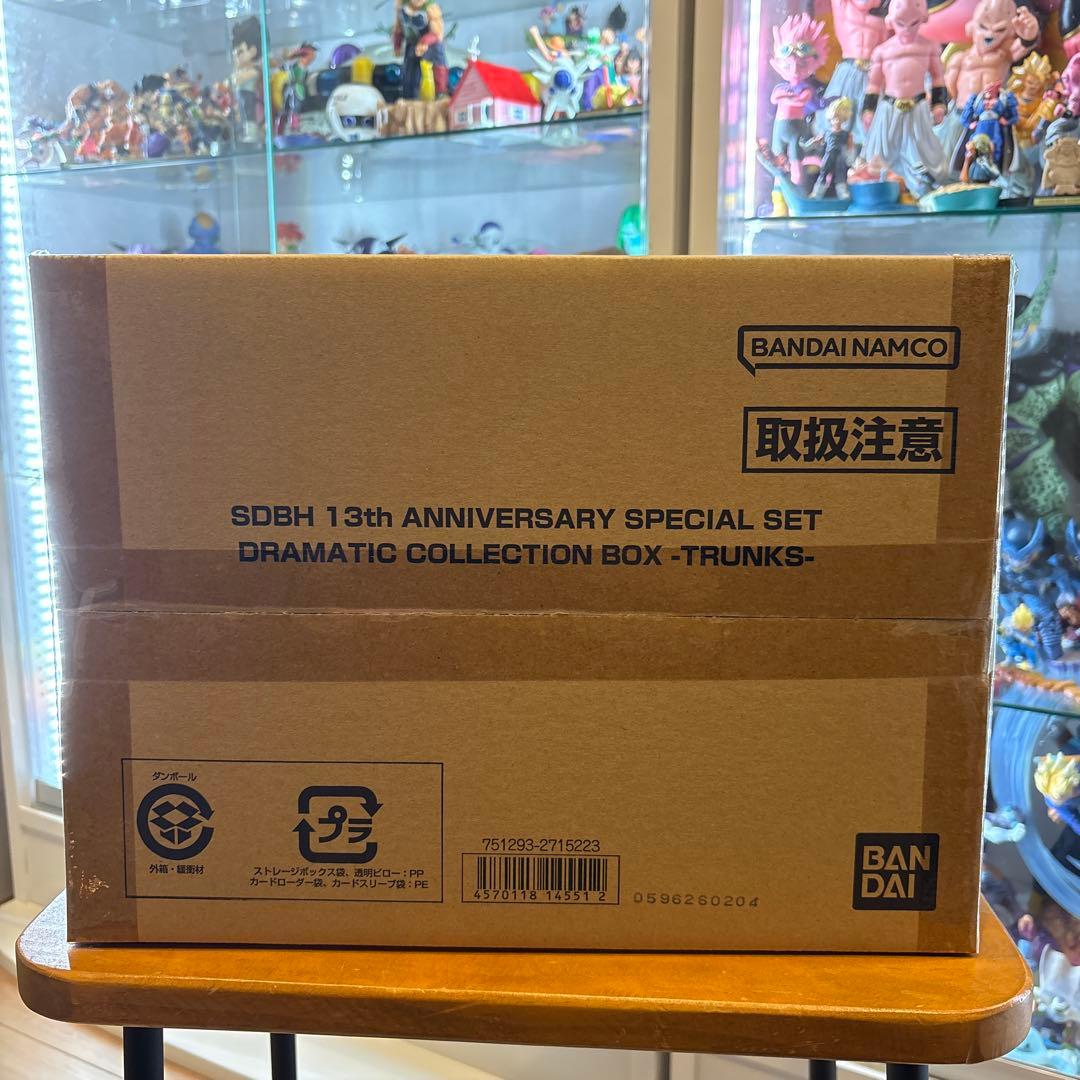 BANDAI NAMCO
取扱注意
SDBH 13th ANNIVERSARY SPECIAL SET
DRAMATIC COLLECTION BOX -TRUNKS-
ダンボール
外箱・緩衝材
プラ
ストレージボックス袋、透明ピロー：PP
カードローダー袋、カードスリーブ袋：PE
751293-2715223
4570118 14551 2
0596260204
BAN
DAI